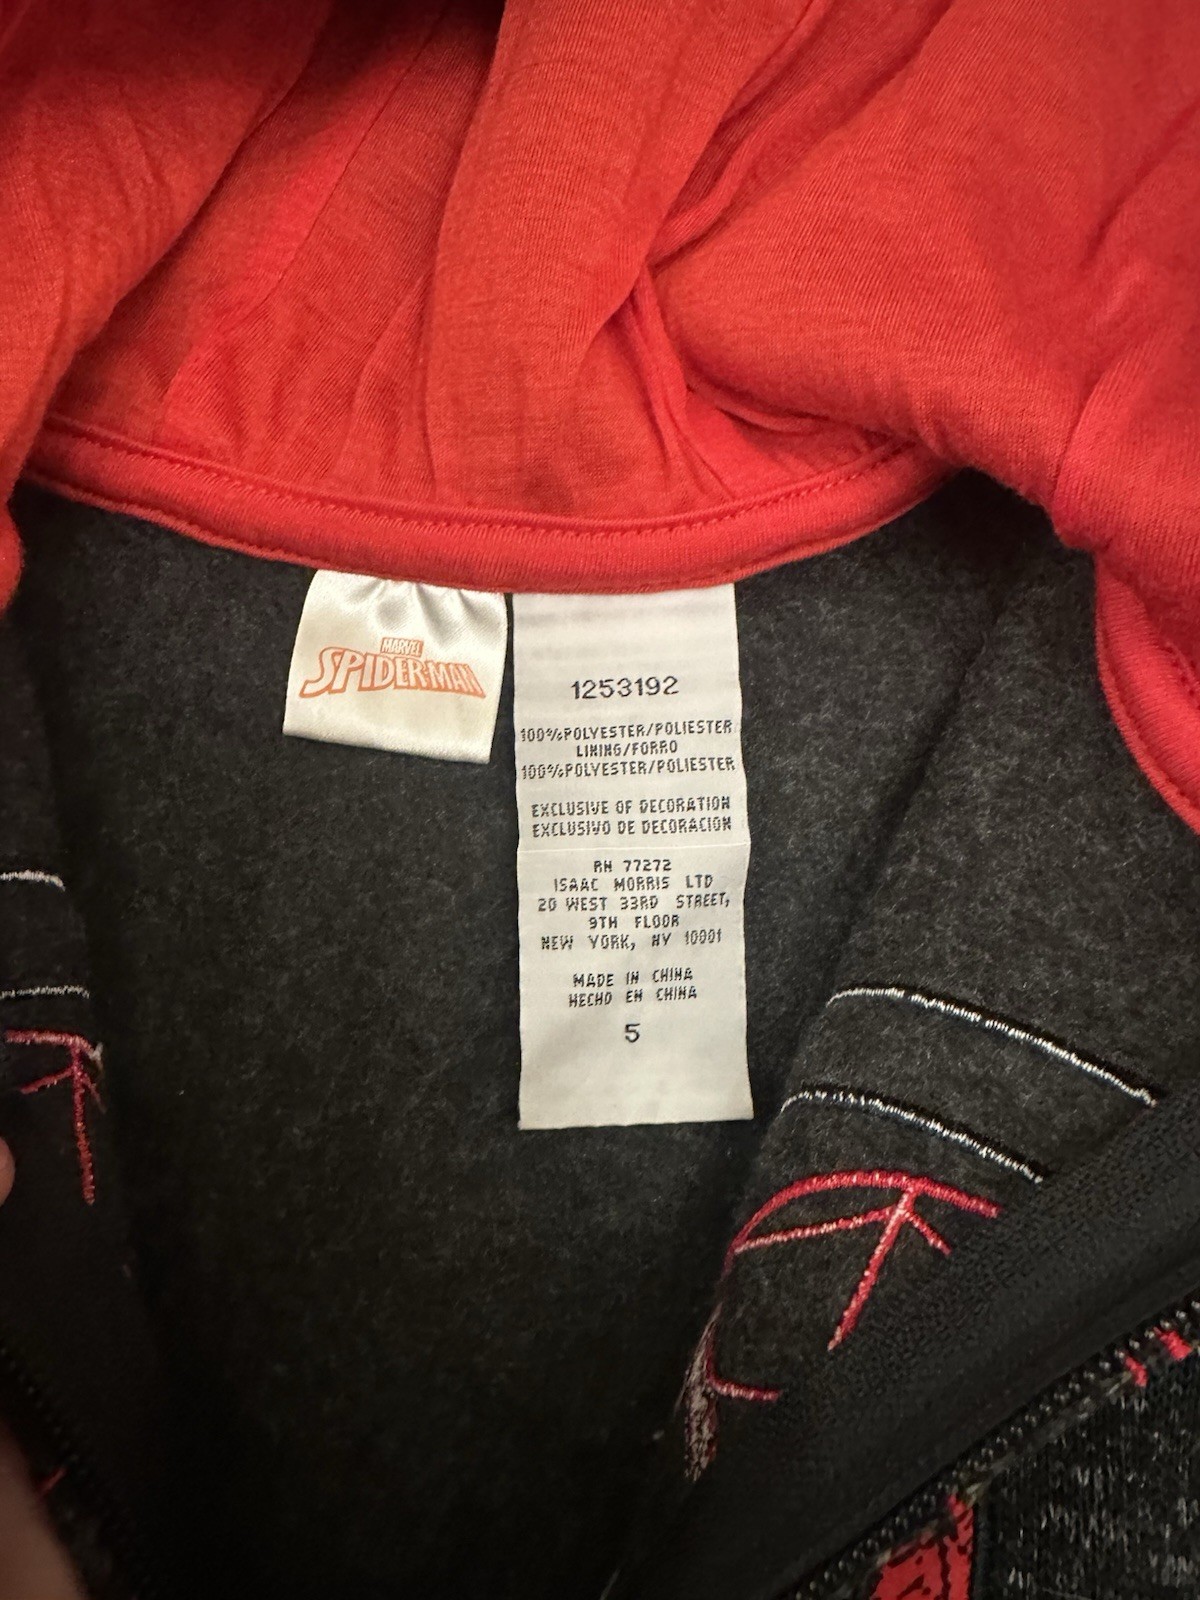 MARVEL
SPIDER-MAN
1253192
100%POLYESTER/POLIESTER
LINING/FORRO
100%POLYESTER/POLIESTER
EXCLUSIVE OF DECORATION
EXCLUSIVO DE DECORACION
RN 77272
ISAAC MORRIS LTD
20 WEST 33RD STREET,
9TH FLOOR
NEW YORK, NY 10001
MADE IN CHINA
HECHO EN CHINA
5